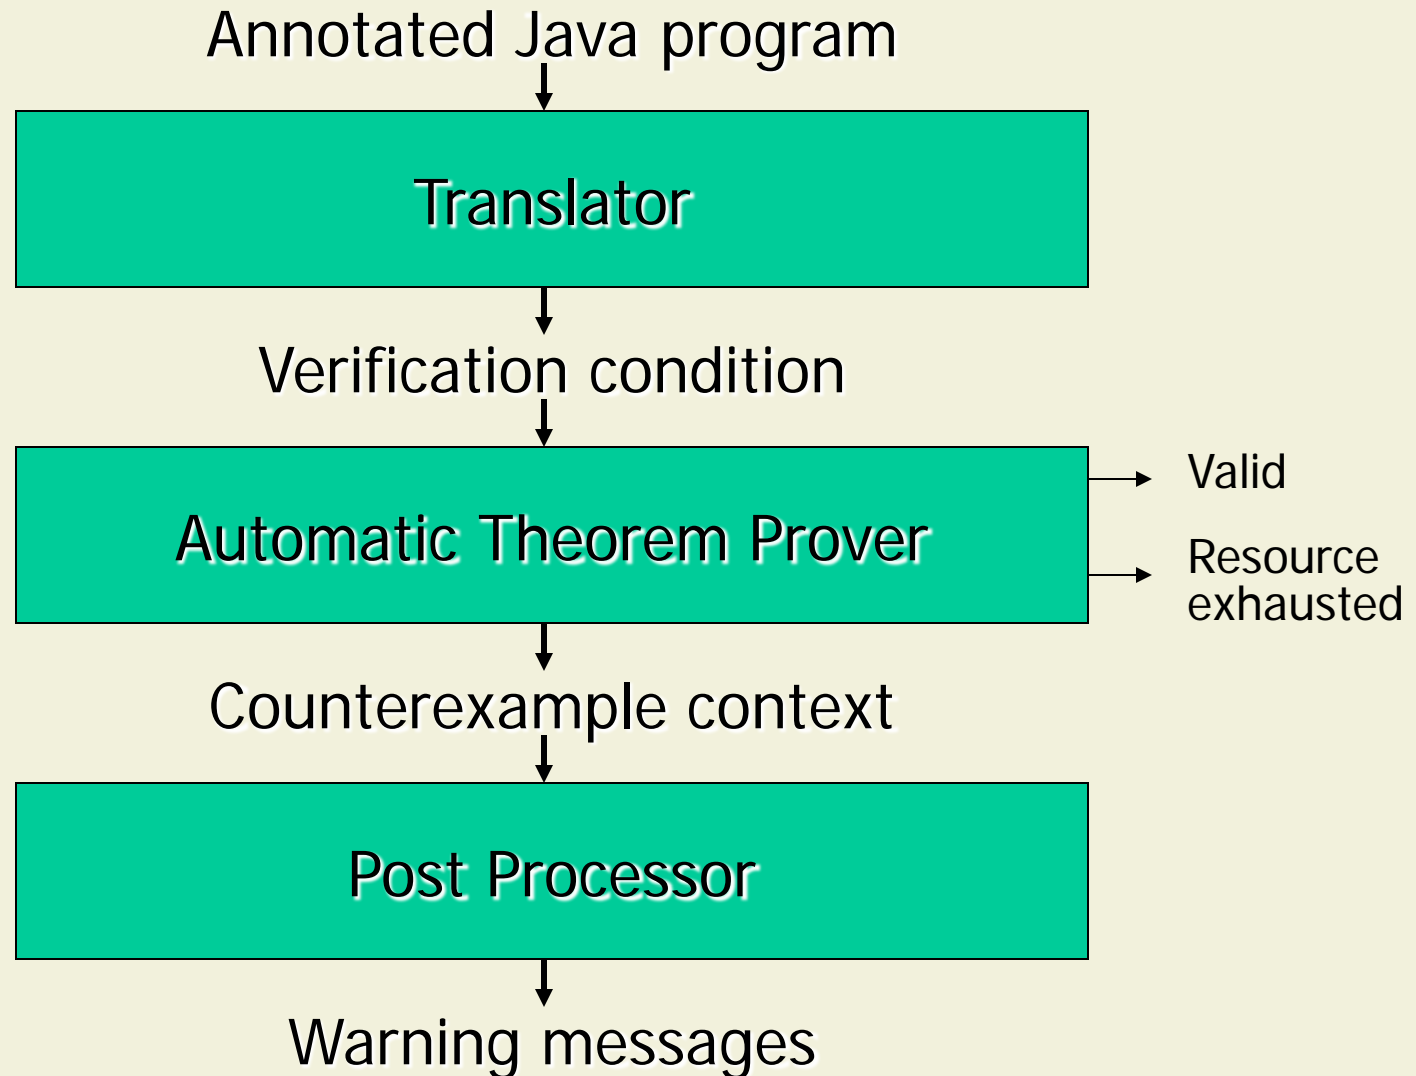 Annotated Java program
Translator
Verification condition
Automatic Theorem Prover
Valid
Resource
exhausted
Counterexample context
Post Processor
Warning messages